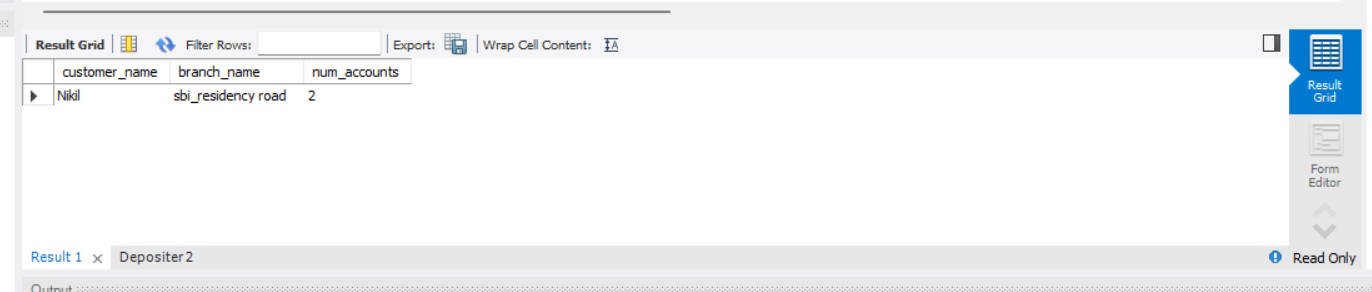 Result Grid Filter Rows: Export: Wrap Cell Content:
customer_name branch_name num_accounts
Nikil sbi_residency road 2
Result
Grid
Form
Editor
Result 1 × Depositer 2 Read Only
Output